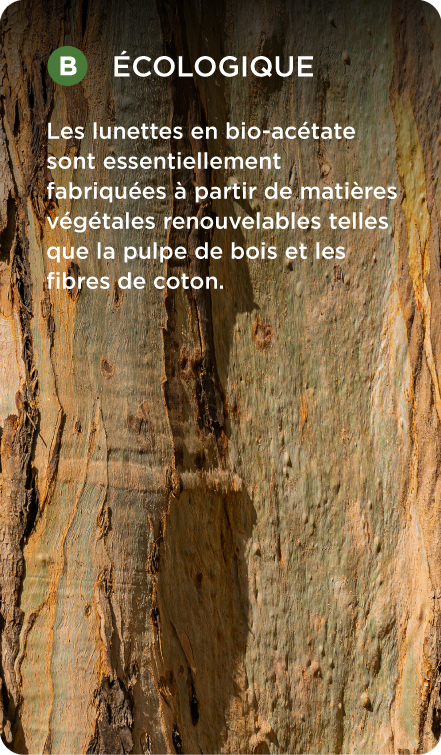 B ÉCOLOGIQUE
Les lunettes en bio-acétate
sont essentiellement
fabriquées à partir de matières
végétales renouvelables telles
que la pulpe de bois et les
fibres de coton.